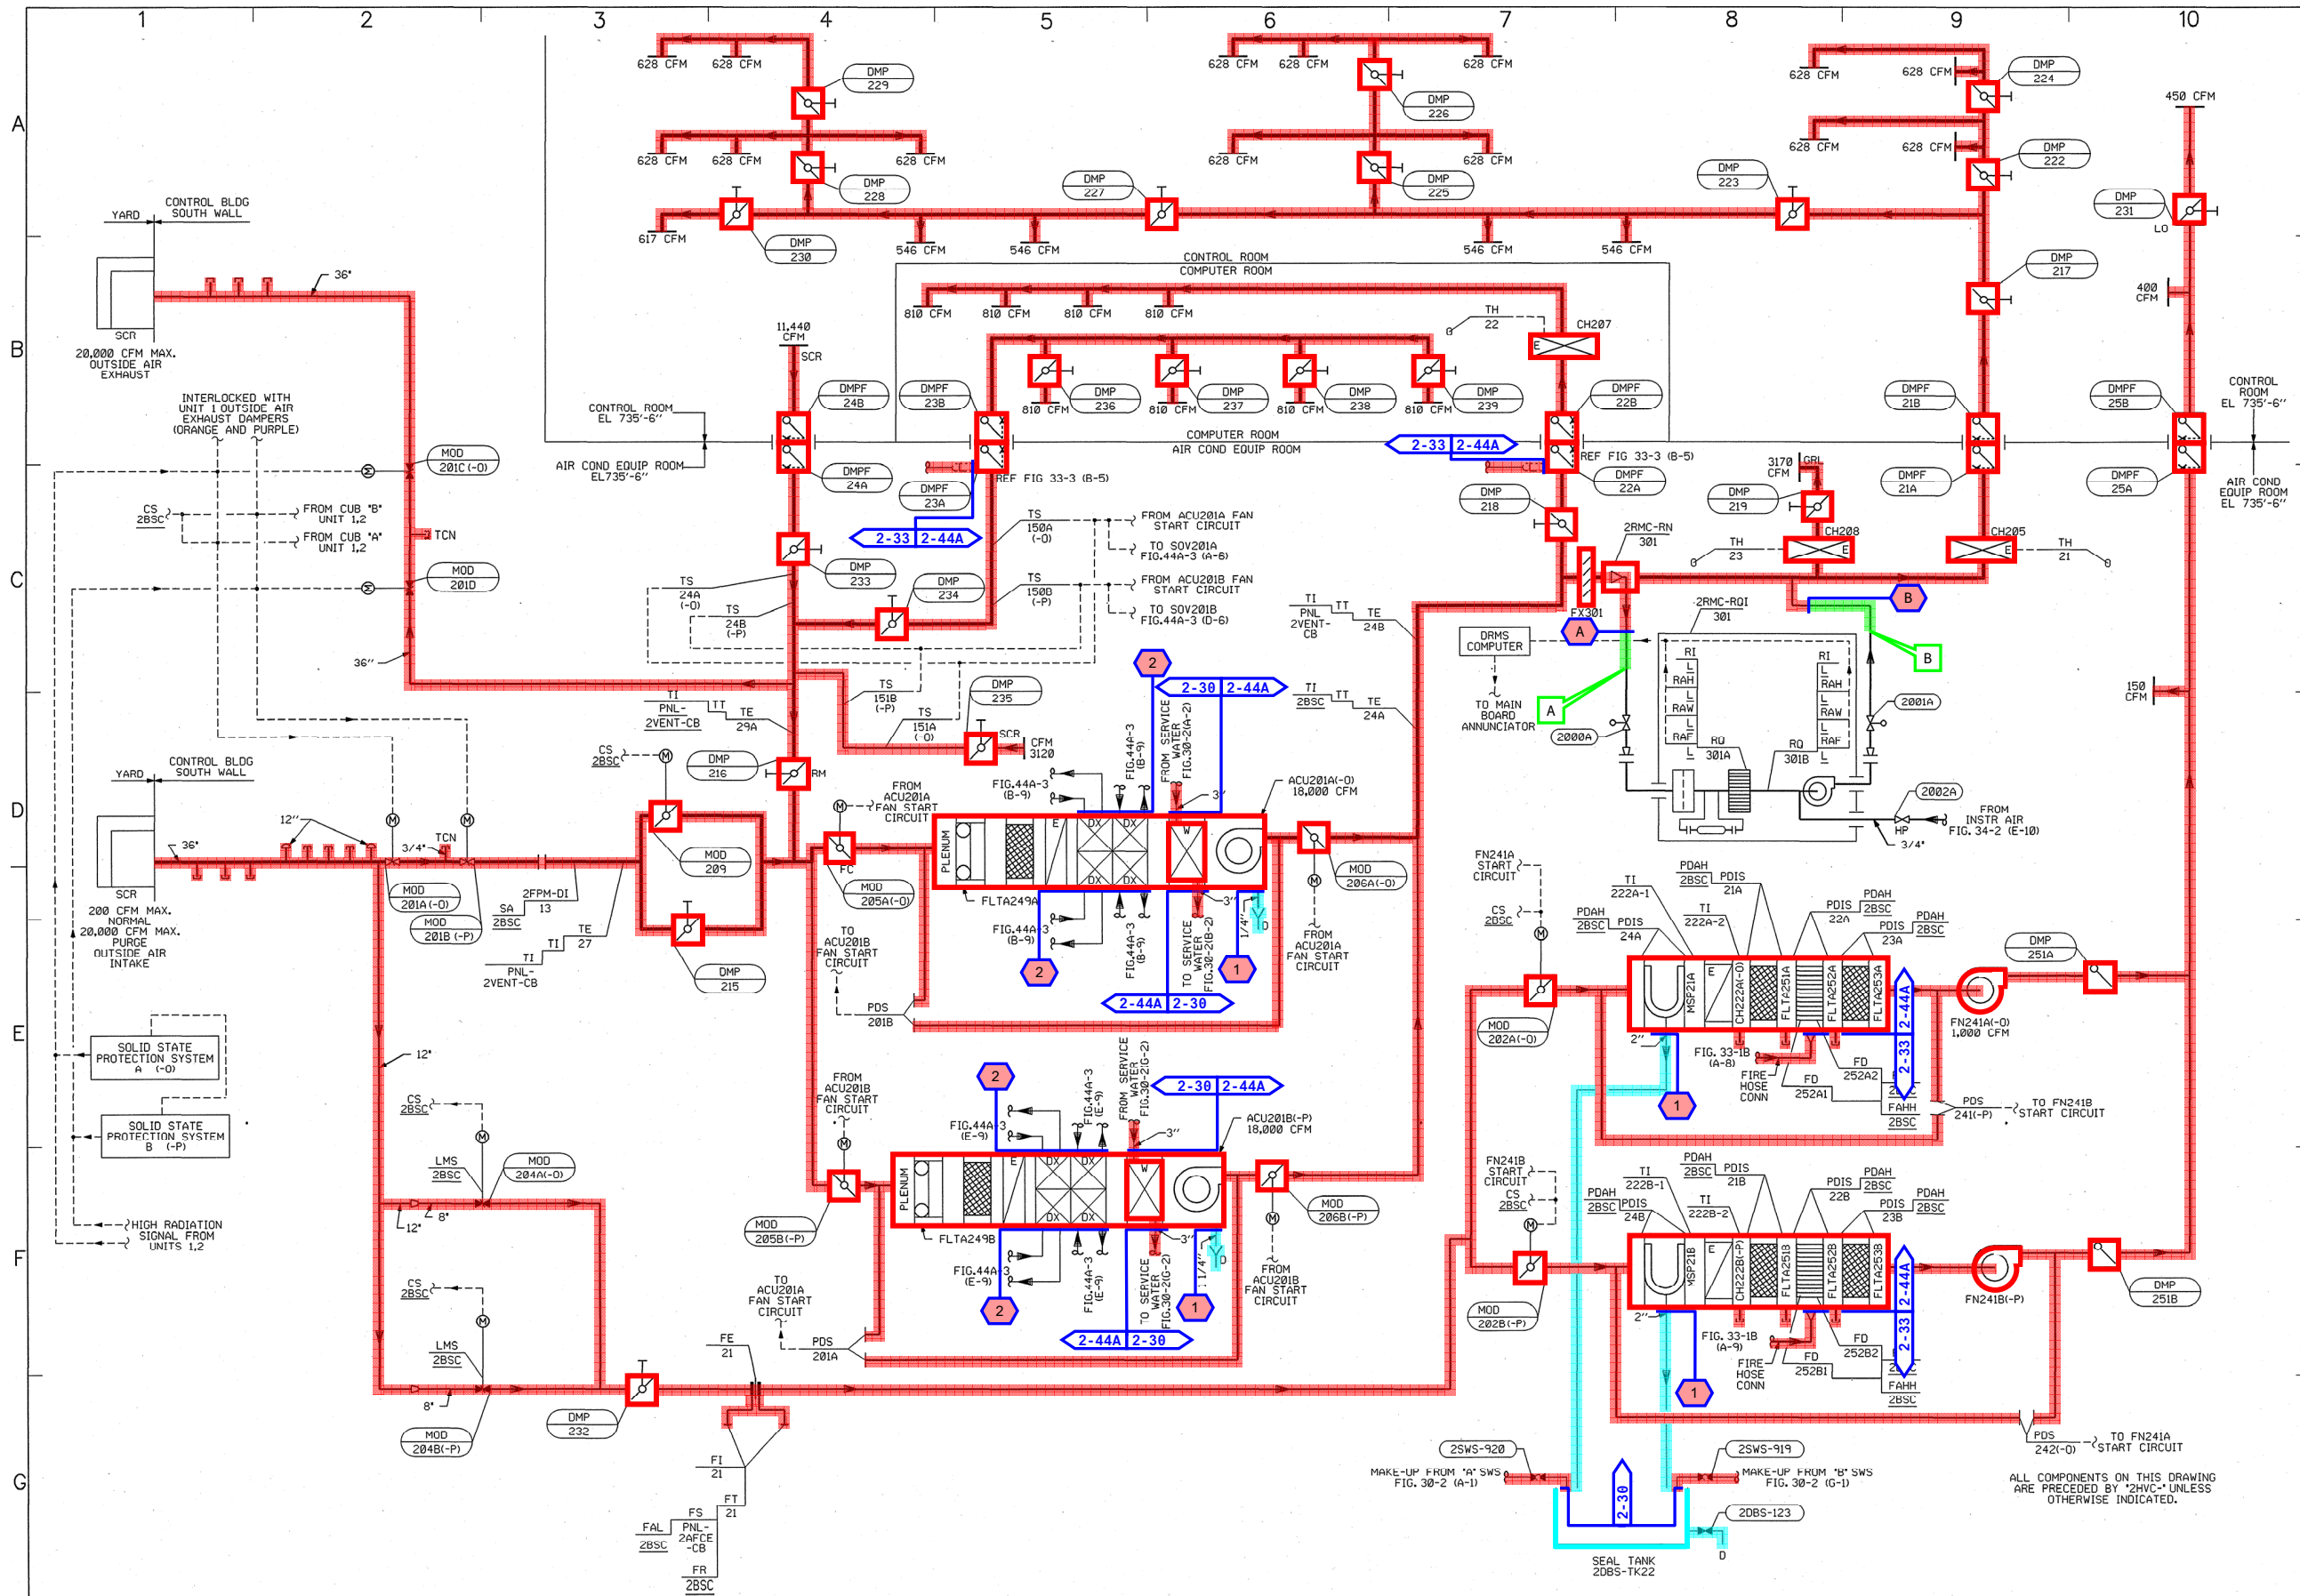 1 2 3 4 5 6 7 8 9 10
A
B
C
D
E
F
G
628 CFM
628 CFM
DMP
229
628 CFM
628 CFM
628 CFM
DMP
226
628 CFM
628 CFM
DMP
224
450 CFM
628 CFM
628 CFM
628 CFM
DMP
228
628 CFM
628 CFM
DMP
225
628 CFM
628 CFM
DMP
222
DMP
227
DMP
223
DMP
231
LO
YARD
CONTROL BLDG
SOUTH WALL
617 CFM
DMP
230
546 CFM
546 CFM
546 CFM
546 CFM
CONTROL ROOM
COMPUTER ROOM
DMP
217
36"
SCR
20,000 CFM MAX.
OUTSIDE AIR
EXHAUST
810 CFM
810 CFM
810 CFM
810 CFM
TH
22
CH207
E
400
CFM
11,440
CFM
SCR
DMP
236
DMP
237
DMP
238
DMP
239
810 CFM
810 CFM
810 CFM
810 CFM
INTERLOCKED WITH
UNIT 1 OUTSIDE AIR
EXHAUST DAMPERS
(ORANGE AND PURPLE)
CONTROL ROOM
EL 735'-6"
AIR COND EQUIP ROOM
EL735'-6"
DMPF
24B
DMPF
24A
DMPF
23B
DMPF
23A
REF FIG 33-3 (B-5)
COMPUTER ROOM
AIR COND EQUIP ROOM
2-33 2-44A
DMPF
22B
DMPF
22A
REF FIG 33-3 (B-5)
DMPF
21B
DMPF
21A
DMPF
25B
DMPF
25A
CONTROL
ROOM
EL 735'-6"
AIR COND
EQUIP ROOM
EL 735'-6"
M
MOD
201C(-O)
CS
2BSC
FROM CUB "B"
UNIT 1,2
FROM CUB "A"
UNIT 1,2
TCN
M
MOD
201D
2-33 2-44A
TS
150A
(-O)
FROM ACU201A FAN
START CIRCUIT
TO SOV201A
FIG.44A-3 (A-6)
TS
150B
(-P)
FROM ACU201B FAN
START CIRCUIT
TO SOV201B
FIG.44A-3 (D-6)
DMP
218
3170
CFM
GRL
DMP
219
2RMC-RN
301
TH
23
CH208
E
CH205
E
TH
21
DMP
233
DMP
234
TS
24A
(-O)
TS
24B
(-P)
TI
PNL
2VENT-
CB
TT
TE
24B
FX301
A
B
2RMC-RQI
301
DRMS
COMPUTER
TO MAIN
BOARD
ANNUNCIATOR
A
B
RI
L
RAH
L
RAW
L
RAF
L
RI
L
RAH
L
RAW
L
RAF
L
RQ
301A
RQ
301B
2000A
2001A
2002A
HP
FROM
INSTR AIR
FIG. 34-2 (E-10)
3/4"
150
CFM
36"
TI
PNL-
2VENT-CB
TT
TE
29A
TS
151B
(-P)
TS
151A
(-O)
DMP
235
SCR
CFM
3120
2
2-30 2-44A
TI
2BSC
TT
TE
24A
CS
2BSC
M
DMP
216
RM
FROM
ACU201A
FAN START
CIRCUIT
M
FIG.44A-3
(B-9)
FIG.44A-3
(B-9)
FROM SERVICE
WATER
FIG.30-2(A-2)
3"
ACU201A(-O)
18,000 CFM
YARD
CONTROL BLDG
SOUTH WALL
36"
12"
3/4"
TCN
M
M
SCR
200 CFM MAX.
NORMAL
20,000 CFM MAX.
PURGE
OUTSIDE AIR
INTAKE
MOD
201A(-O)
MOD
201B (-P)
SA
2BSC
2FPM-DI
13
TI
PNL-
2VENT-CB
TI
TE
27
MOD
209
DMP
215
FC
MOD
205A(-O)
PLENUM
E
DX
DX
DX
DX
W
FLTA249A
FIG.44A-3
(B-9)
FIG.44A-3
(B-9)
TO SERVICE
WATER
FIG.30-2(B-2)
3"
1/4"
D
MOD
206A(-O)
M
FROM
ACU201A
FAN START
CIRCUIT
2
1
2-44A 2-30
TO
ACU201B
FAN START
CIRCUIT
PDS
201B
FN241A
START
CIRCUIT
CS
2BSC
M
MOD
202A(-O)
TI
222A-1
PDAH
2BSC
PDIS
24A
PDAH
2BSC
PDIS
21A
TI
222A-2
PDIS
22A
PDAH
2BSC
PDIS
23A
PDAH
2BSC
MSP21A
E
CH222A(-O)
FLTA251A
FLTA252A
FLTA253A
2-33 2-44A
FN241A(-O)
1,000 CFM
DMP
251A
2"
1
FIG. 33-1B
(A-8)
FIRE
HOSE
CONN
FD
252A1
FD
252A2
FAHH
2BSC
PDS
241(-P)
TO FN241B
START CIRCUIT
SOLID STATE
PROTECTION SYSTEM
A (-O)
SOLID STATE
PROTECTION SYSTEM
B (-P)
12"
CS
2BSC
M
LMS
2BSC
MOD
204A(-O)
12"
8"
HIGH RADIATION
SIGNAL FROM
UNITS 1,2
CS
2BSC
M
LMS
2BSC
8"
MOD
204B(-P)
DMP
232
FROM
ACU201B
FAN START
CIRCUIT
M
MOD
205B(-P)
2
FIG.44A-3
(E-9)
FIG.44A-3
(E-9)
FROM SERVICE
WATER
FIG.30-2(G-2)
2-30 2-44A
3"
ACU201B(-P)
18,000 CFM
PLENUM
E
DX
DX
DX
DX
W
FLTA249B
FIG.44A-3
(E-9)
FIG.44A-3
(E-9)
TO SERVICE
WATER
FIG.30-2(G-2)
3"
1/4"
D
MOD
206B(-P)
M
FROM
ACU201B
FAN START
CIRCUIT
2
1
2-44A 2-30
TO
ACU201A
FAN START
CIRCUIT
PDS
201A
FE
21
FI
21
FT
21
FS
PNL-
2AFCE
-CB
FAL
2BSC
FR
2BSC
FN241B
START
CIRCUIT
CS
2BSC
M
MOD
202B(-P)
TI
222B-1
PDAH
2BSC
PDIS
24B
PDAH
2BSC
PDIS
21B
TI
222B-2
PDIS
22B
PDAH
2BSC
PDIS
23B
PDAH
2BSC
MSP21B
E
CH222B(-P)
FLTA251B
FLTA252B
FLTA253B
2-33 2-44A
FN241B(-P)
DMP
251B
2"
1
FIG. 33-1B
(A-9)
FIRE
HOSE
CONN
FD
252B1
FD
252B2
FAHH
2BSC
PDS
242(-O)
TO FN241A
START CIRCUIT
2SWS-920
2SWS-919
MAKE-UP FROM "A" SWS
FIG. 30-2 (A-1)
MAKE-UP FROM "B" SWS
FIG. 30-2 (G-1)
2-30
2DBS-123
D
SEAL TANK
2DBS-TK22
ALL COMPONENTS ON THIS DRAWING
ARE PRECEDED BY "2HVC-" UNLESS
OTHERWISE INDICATED.